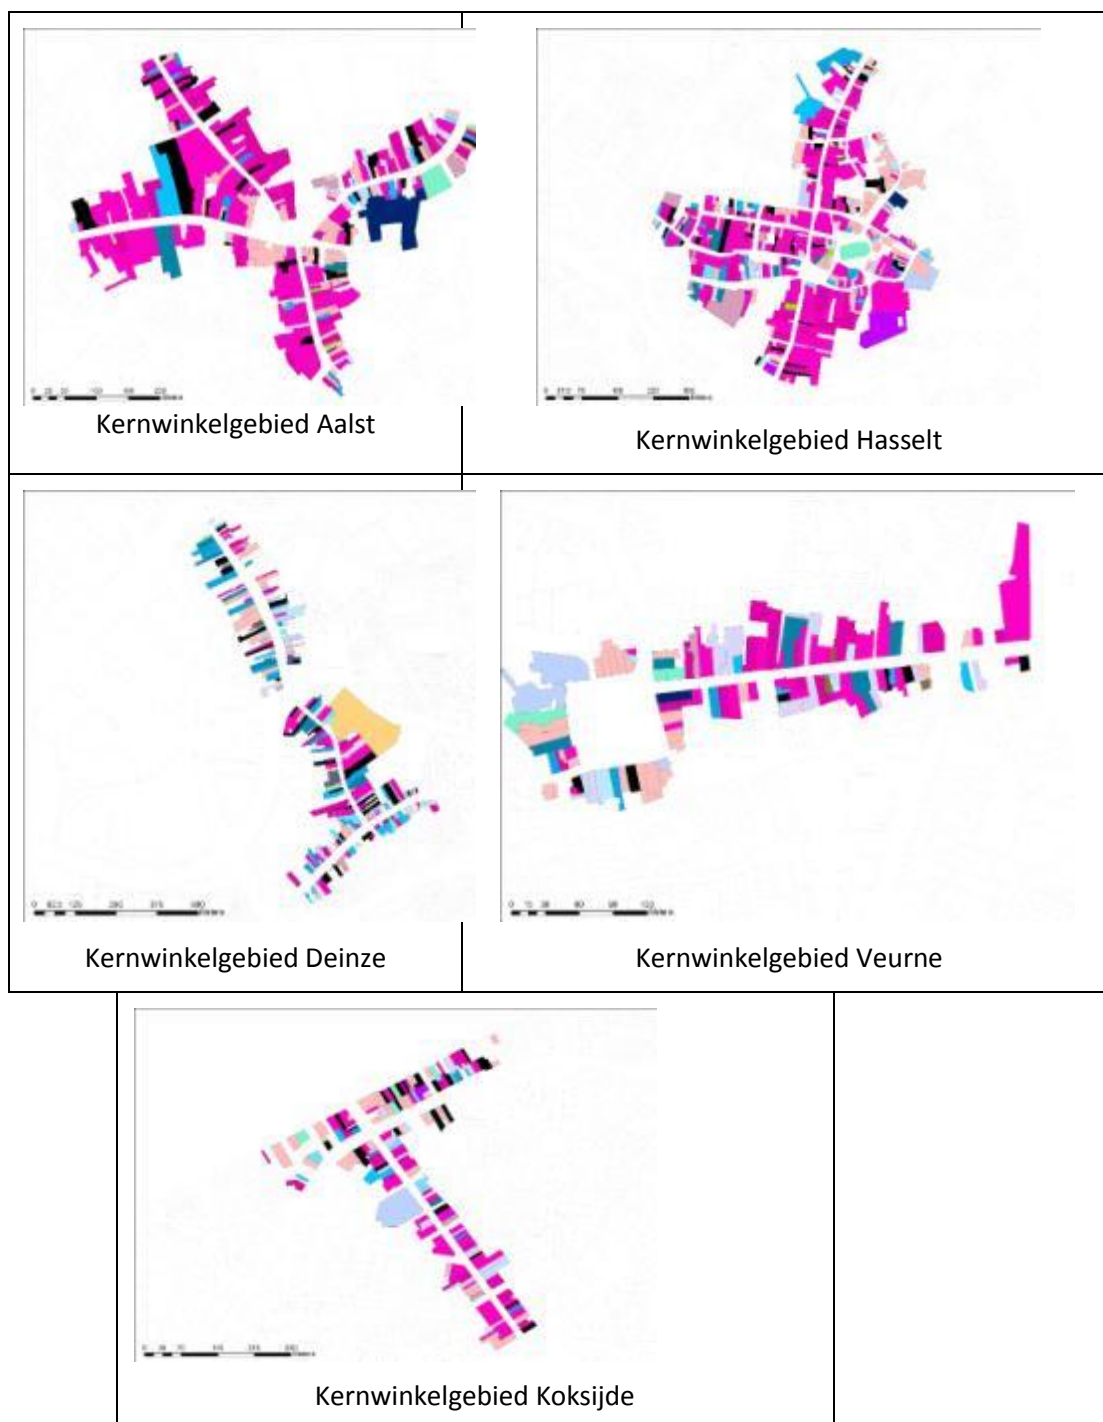 Kernwinkelgebied Aalst
Kernwinkelgebied Hasselt
Kernwinkelgebied Deinze
Kernwinkelgebied Veurne
Kernwinkelgebied Koksijde